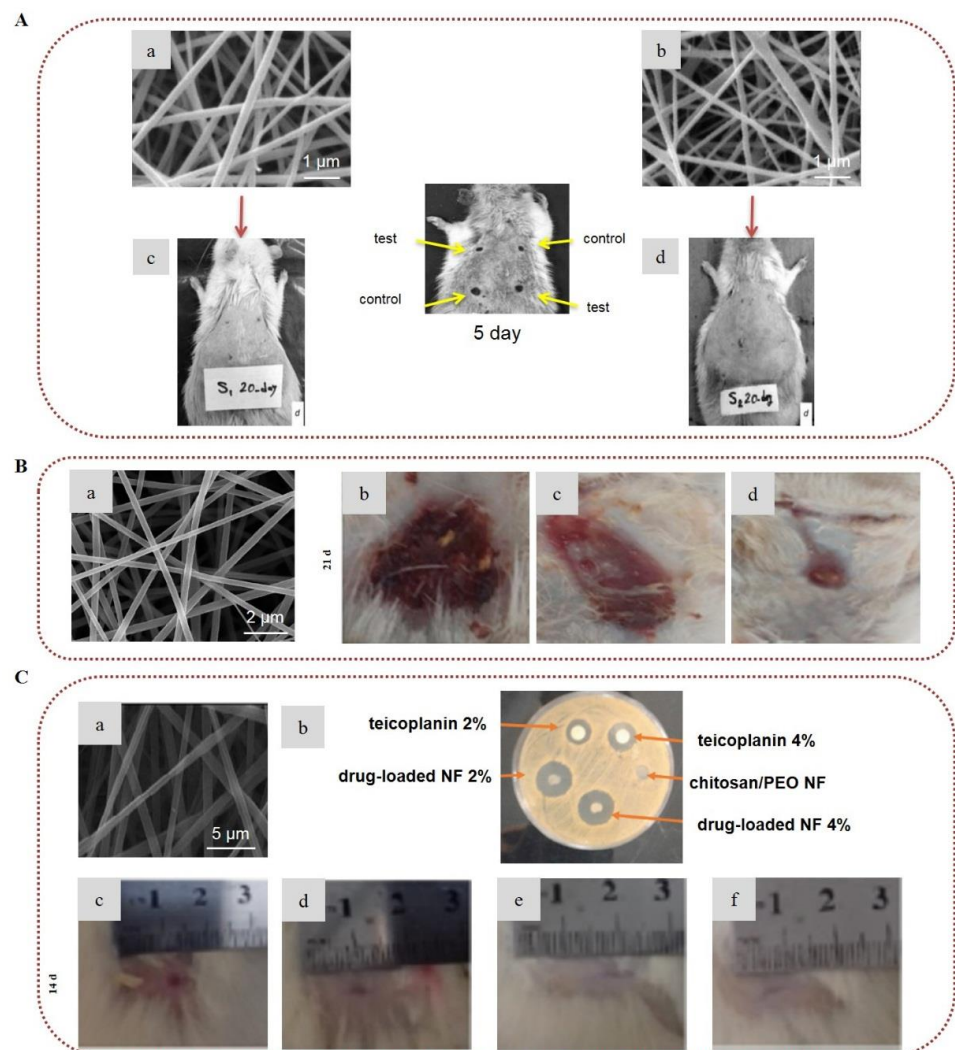 A
a
b
1 µm
1 µm
c
d
test
control
control
test
5 day
S₁ 20-day
d
S₂ 20-day
d
B
a
b
c
d
21 d
2 µm
C
a
b
5 µm
teicoplanin 2%
teicoplanin 4%
drug-loaded NF 2%
chitosan/PEO NF
drug-loaded NF 4%
c
d
e
f
14 d
1 2 3
1 2 3
1 2 3
1 2 3